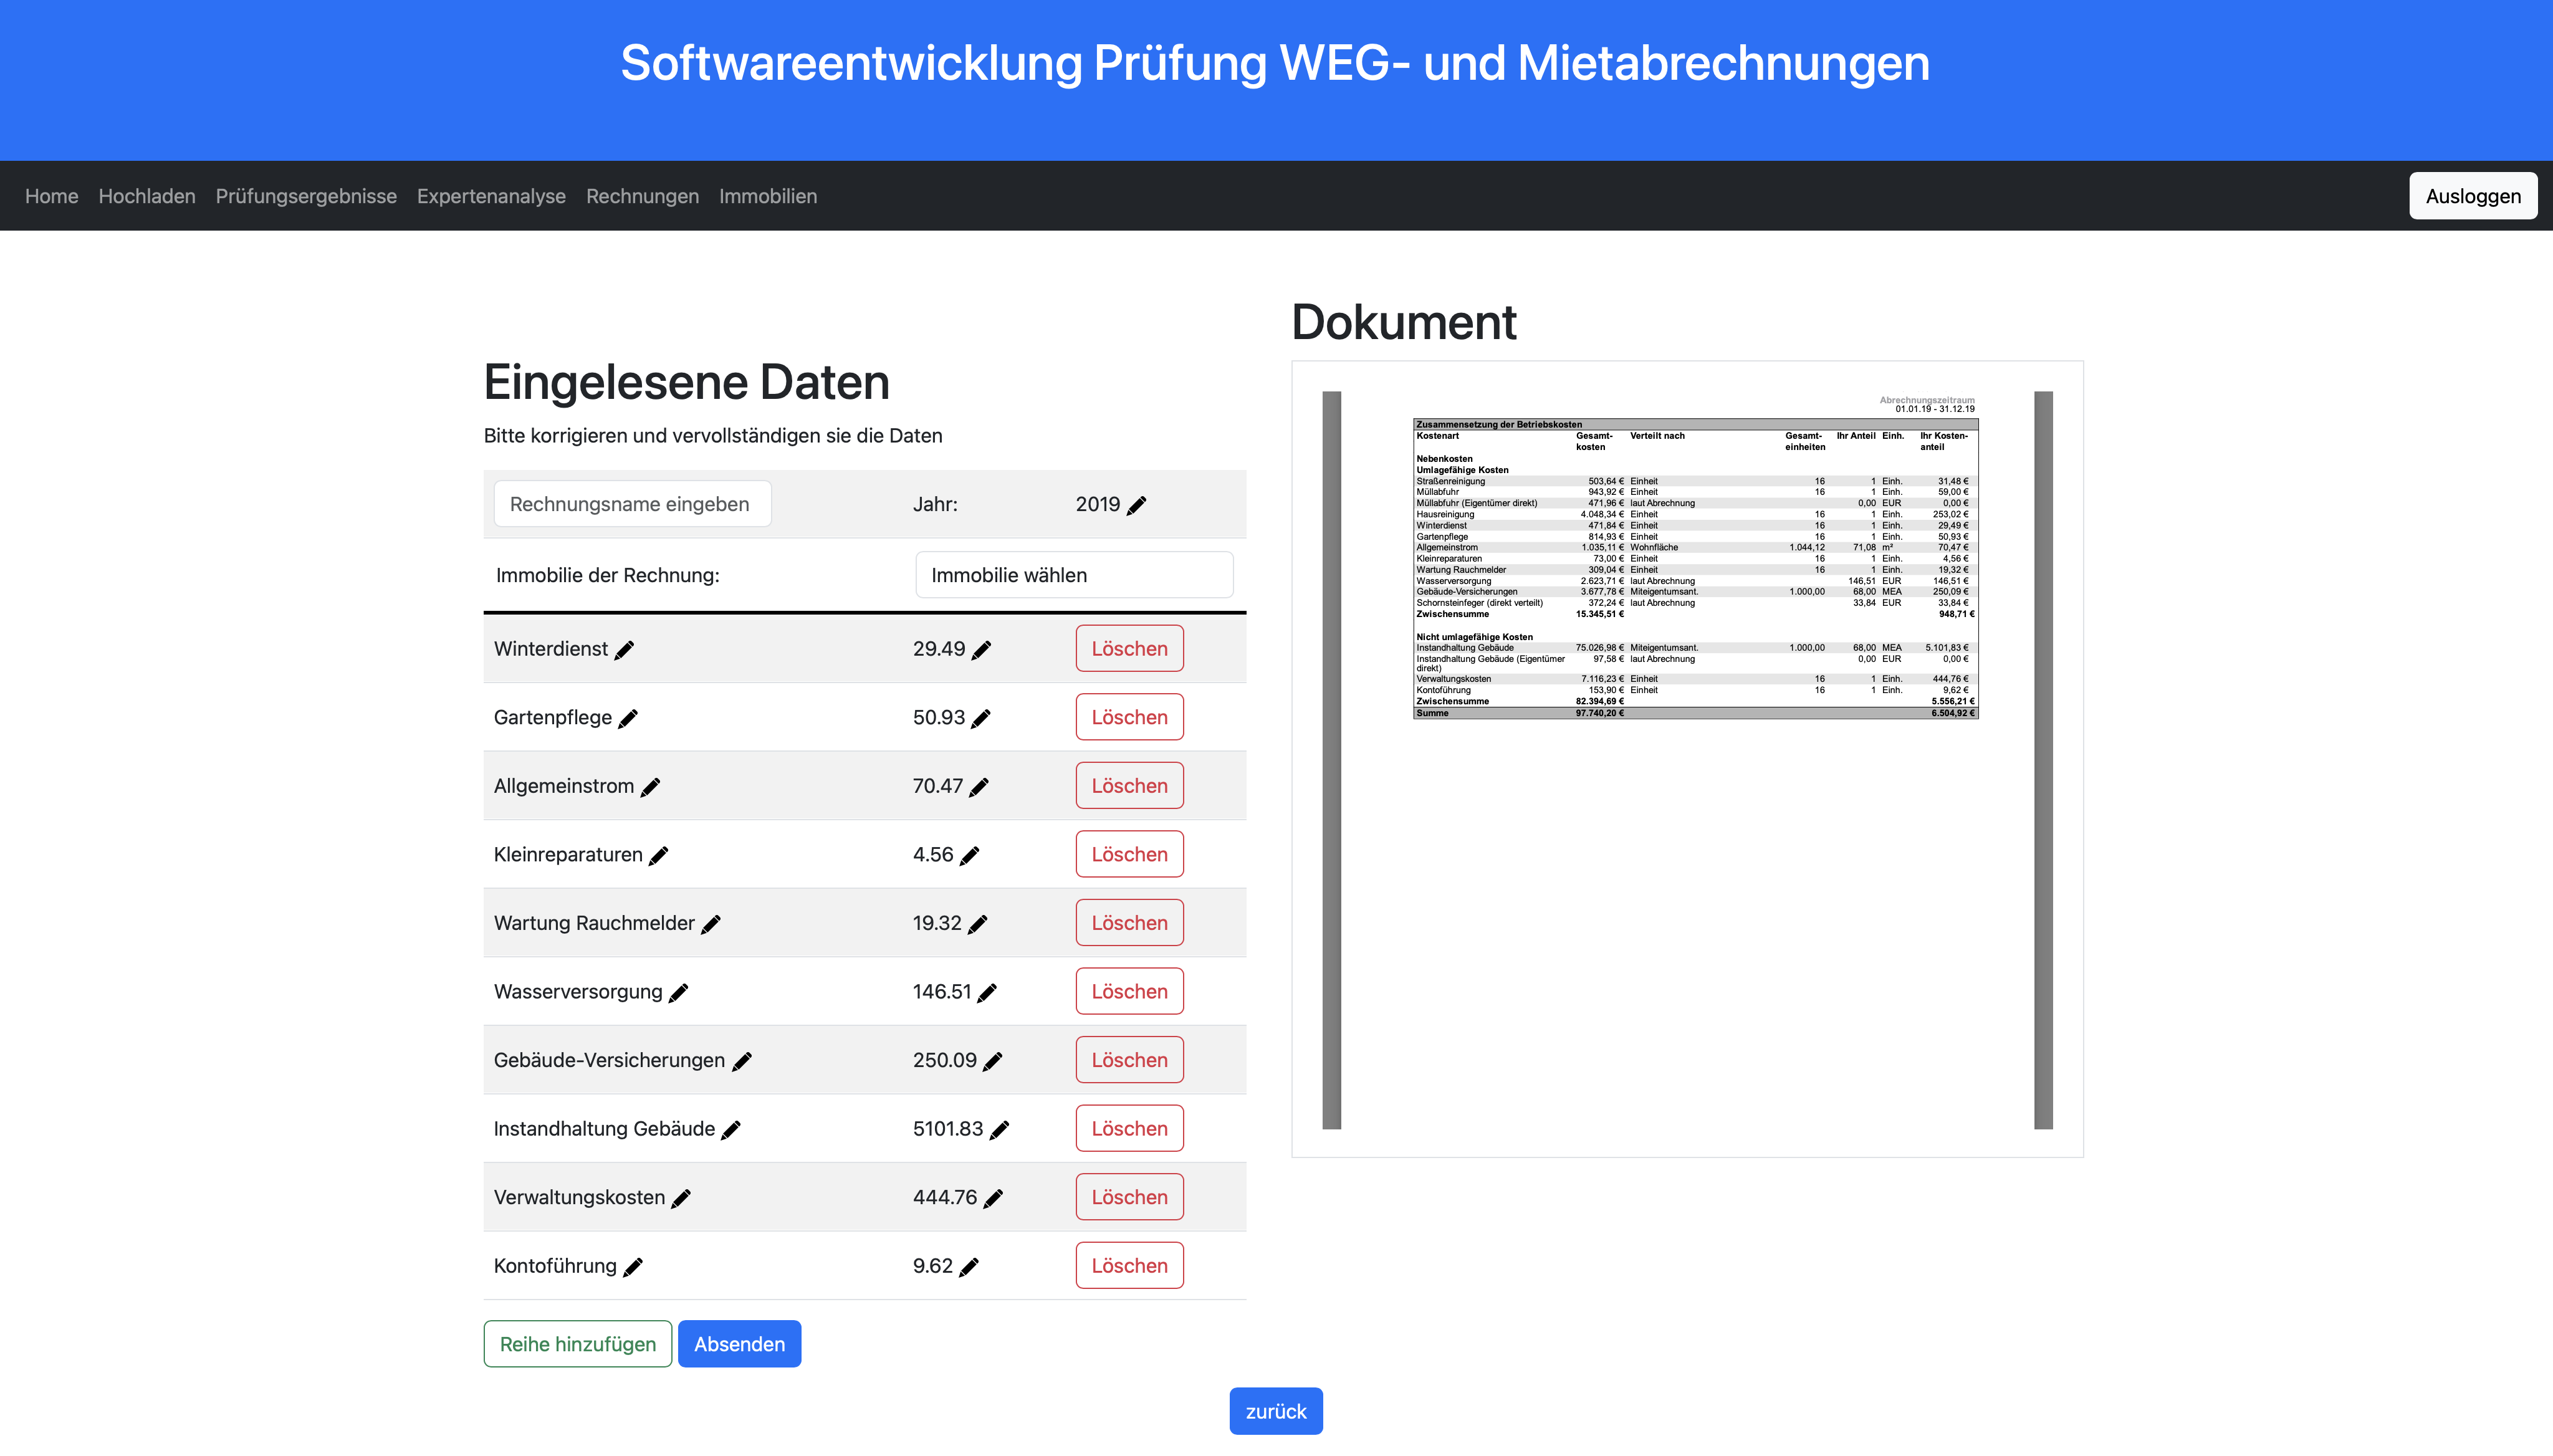 Softwareentwicklung Prüfung WEG- und Mietabrechnungen
Home Hochladen Prüfungsergebnisse Expertenanalyse Rechnungen Immobilien Ausloggen
Eingelesene Daten
Bitte korrigieren und vervollständigen sie die Daten
Rechnungsname eingeben Jahr: 2019
Immobilie der Rechnung: Immobilie wählen
Winterdienst 29.49 Löschen
Gartenpflege 50.93 Löschen
Allgemeinstrom 70.47 Löschen
Kleinreparaturen 4.56 Löschen
Wartung Rauchmelder 19.32 Löschen
Wasserversorgung 146.51 Löschen
Gebäude-Versicherungen 250.09 Löschen
Instandhaltung Gebäude 5101.83 Löschen
Verwaltungskosten 444.76 Löschen
Kontoführung 9.62 Löschen
Reihe hinzufügen Absenden
Dokument
Abrechnungszeitraum
01.01.19 - 31.12.19
Zusammensetzung der Betriebskosten
Kostenart Gesamt- Verteilt nach Gesamt- Ihr Anteil Einh. Ihr Kosten-
kosten einheiten anteil
Nebenkosten
Umlagefähige Kosten
Straßenreinigung 503,64 € Einheit 16 1 Einh. 31,48 €
Müllabfuhr 943,92 € Einheit 16 1 Einh. 59,00 €
Müllabfuhr (Eigentümer direkt) 471,96 € laut Abrechnung 0,00 EUR 0,00 €
Hausreinigung 4.048,34 € Einheit 16 1 Einh. 253,02 €
Winterdienst 471,84 € Einheit 16 1 Einh. 29,49 €
Gartenpflege 814,93 € Einheit 16 1 Einh. 50,93 €
Allgemeinstrom 1.035,11 € Wohnfläche 1.044,12 71,08 m² 70,47 €
Kleinreparaturen 73,00 € Einheit 16 1 Einh. 4,56 €
Wartung Rauchmelder 309,04 € Einheit 16 1 Einh. 19,32 €
Wasserversorgung 2.623,71 € laut Abrechnung 146,51 EUR 146,51 €
Gebäude-Versicherungen 3.677,78 € Miteigentumsant. 1.000,00 68,00 MEA 250,09 €
Schornsteinfeger (direkt verteilt) 372,24 € laut Abrechnung 33,84 EUR 33,84 €
Zwischensumme 15.345,51 € 948,71 €
Nicht umlagefähige Kosten
Instandhaltung Gebäude 75.026,98 € Miteigentumsant. 1.000,00 68,00 MEA 5.101,83 €
Instandhaltung Gebäude (Eigentümer 97,58 € laut Abrechnung 0,00 EUR 0,00 €
direkt)
Verwaltungskosten 7.116,23 € Einheit 16 1 Einh. 444,76 €
Kontoführung 153,90 € Einheit 16 1 Einh. 9,62 €
Zwischensumme 82.394,69 € 5.556,21 €
Summe 97.740,20 € 6.504,92 €
zurück